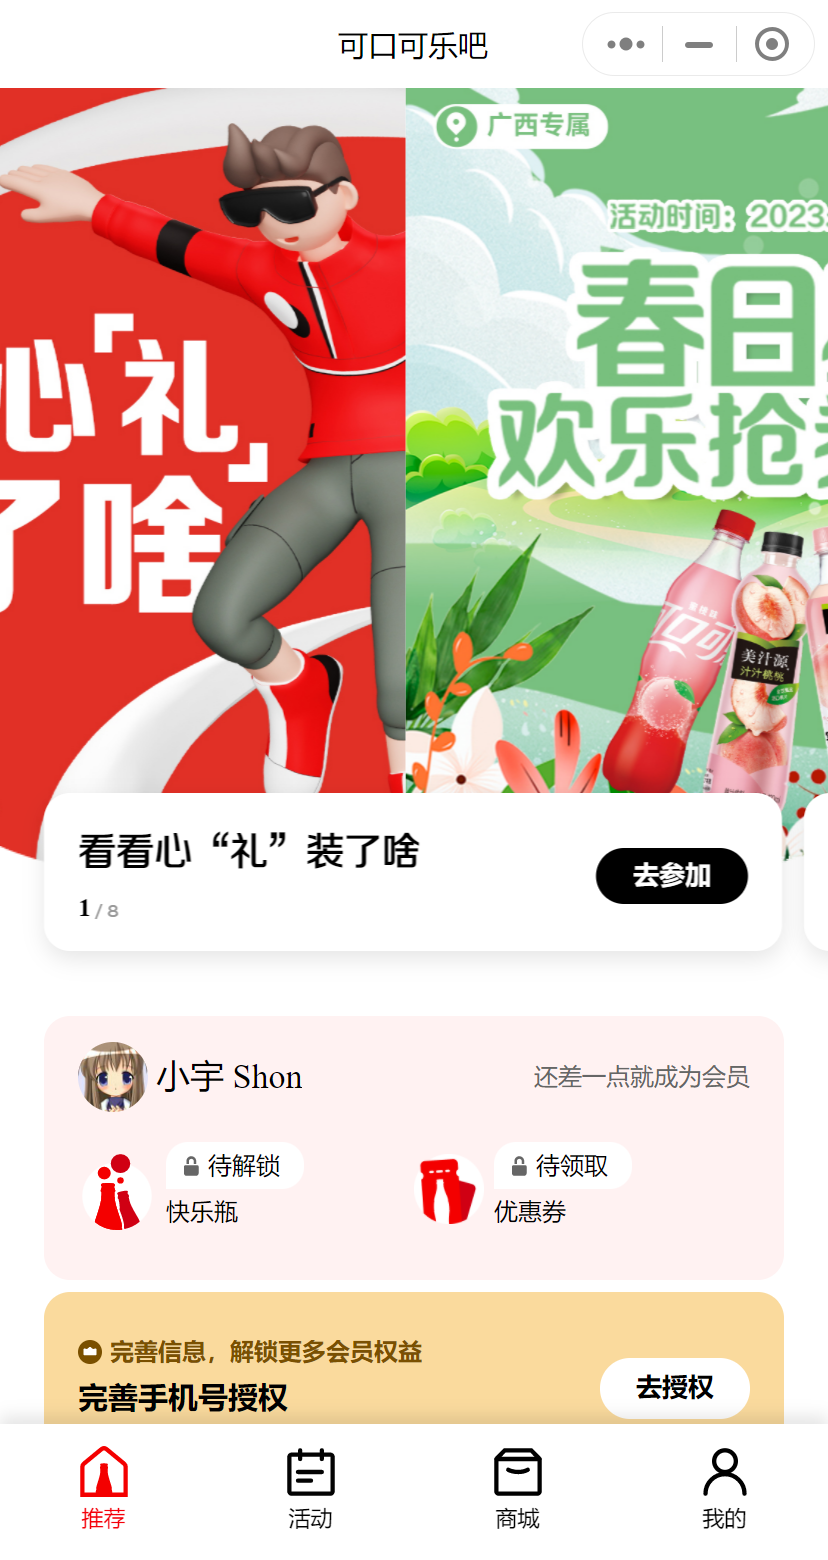 可口可乐吧
心「礼」
了啥
广西专属
活动时间：2023
春日
欢乐抢
可口可
美汁源
汁汁桃桃
看看心“礼”装了啥
1 / 8
去参加
小宇 Shon
还差一点就成为会员
待解锁
快乐瓶
待领取
优惠券
完善信息，解锁更多会员权益
完善手机号授权
去授权
推荐
活动
商城
我的